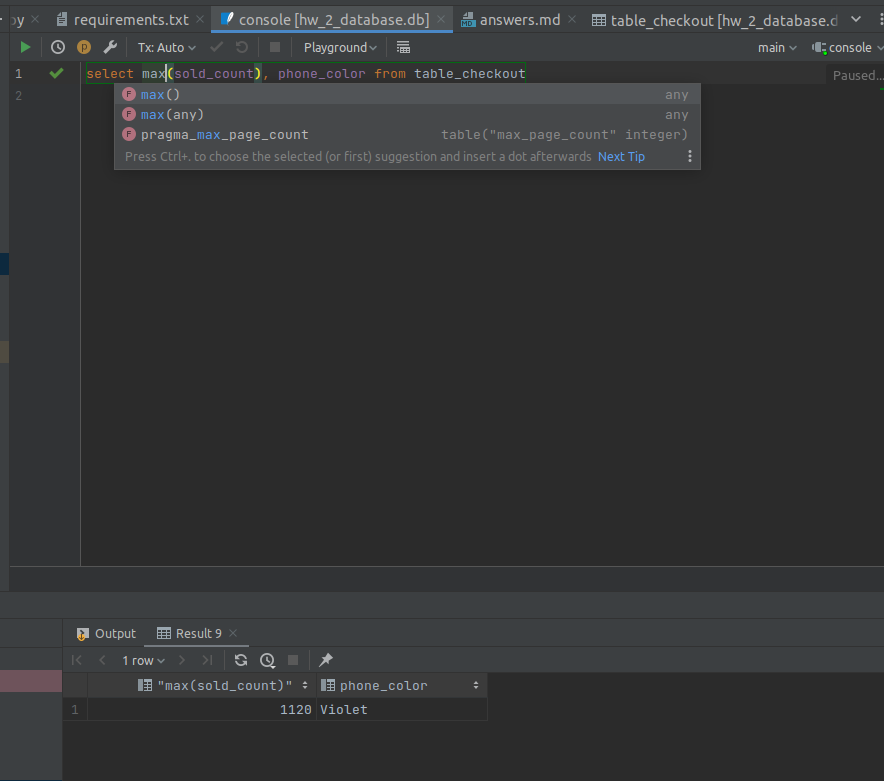 py requirements.txt console [hw_2_database.db] answers.md table_checkout [hw_2_database.d
Tx: Auto Playground main console
1 select max(sold_count), phone_color from table_checkout Paused...
2
max() any
max(any) any
pragma_max_page_count table("max_page_count" integer)
Press Ctrl+. to choose the selected (or first) suggestion and insert a dot afterwards Next Tip
Output Result 9
1 row
"max(sold_count)" phone_color
1 1120 Violet